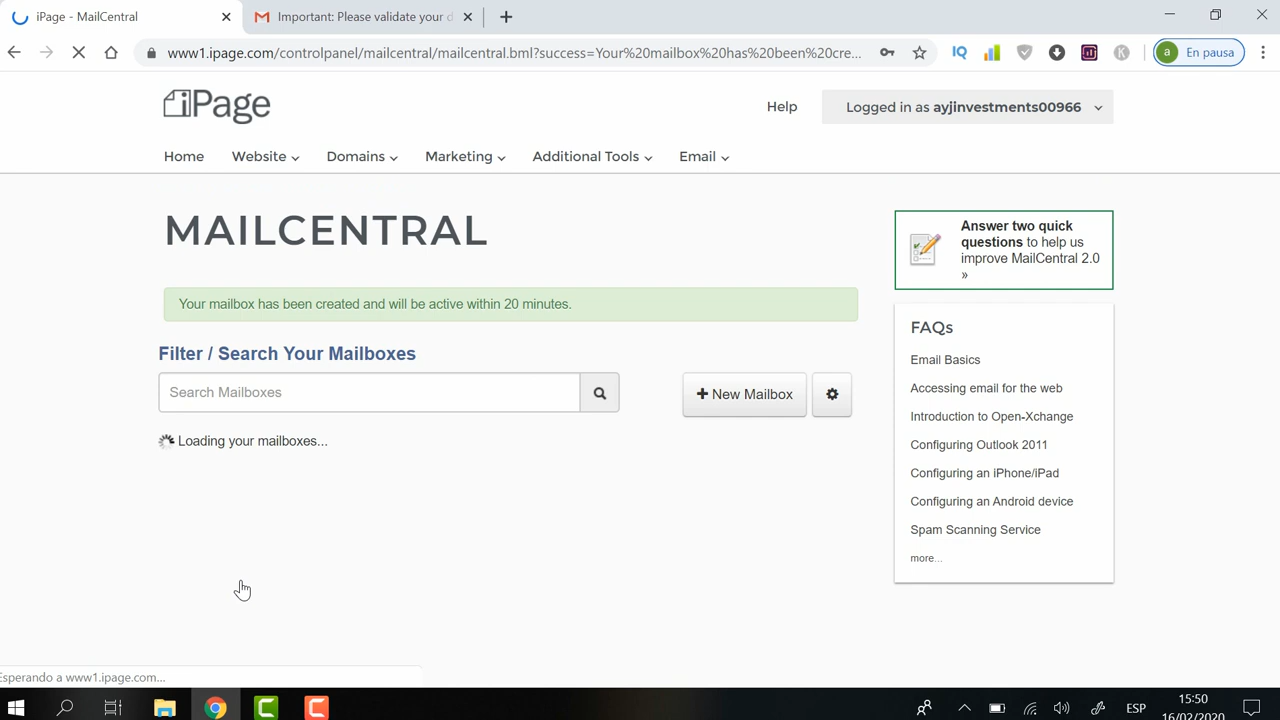 iPage - MailCentral
Important: Please validate your d
www1.ipage.com/controlpanel/mailcentral/mailcentral.bml?success=Your%20mailbox%20has%20been%20cre...
IQ
K
a
En pausa
iPage
Help
Logged in as ayjinvestments00966
Home
Website
Domains
Marketing
Additional Tools
Email
MAILCENTRAL
Answer two quick
questions to help us
improve MailCentral 2.0
»
Your mailbox has been created and will be active within 20 minutes.
Filter / Search Your Mailboxes
Search Mailboxes
New Mailbox
Loading your mailboxes...
FAQs
Email Basics
Accessing email for the web
Introduction to Open-Xchange
Configuring Outlook 2011
Configuring an iPhone/iPad
Configuring an Android device
Spam Scanning Service
more...
Esperando a www1.ipage.com...
ESP
15:50
16/02/2020